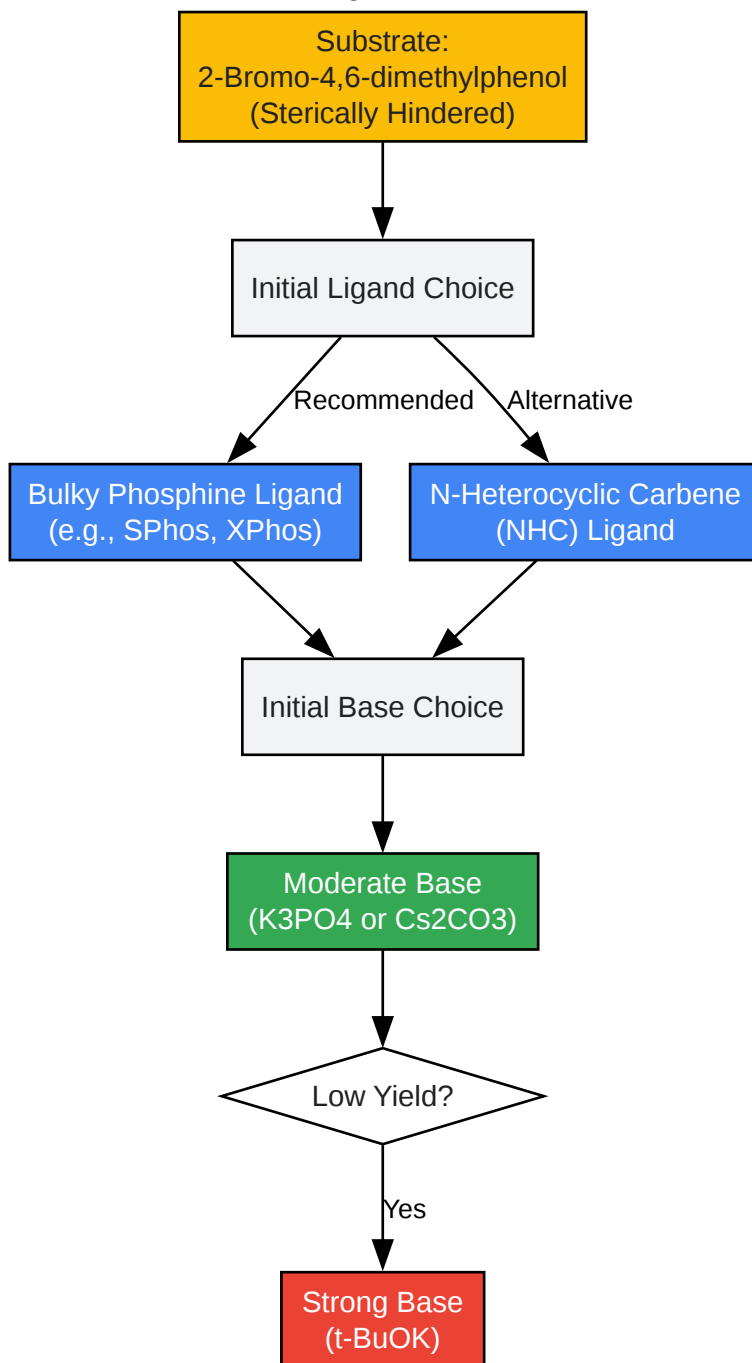 Substrate:
2-Bromo-4,6-dimethylphenol
(Sterically Hindered)
Initial Ligand Choice
Recommended
Alternative
Bulky Phosphine Ligand
(e.g., SPhos, XPhos)
N-Heterocyclic Carbene
(NHC) Ligand
Initial Base Choice
Moderate Base
(K3PO4 or Cs2CO3)
Low Yield?
Yes
Strong Base
(t-BuOK)